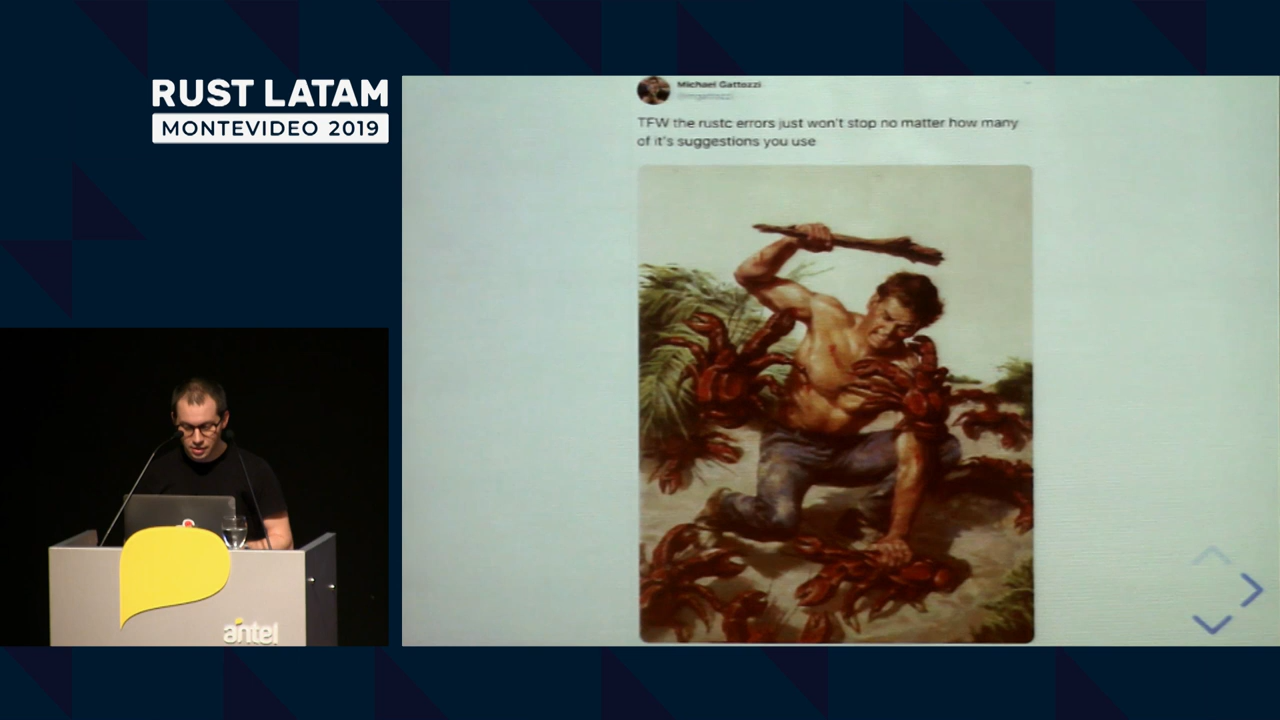 RUST LATAM
MONTEVIDEO 2019
Michael Gattozzi
TFW the rustc errors just won't stop no matter how many
of it's suggestions you use
antel